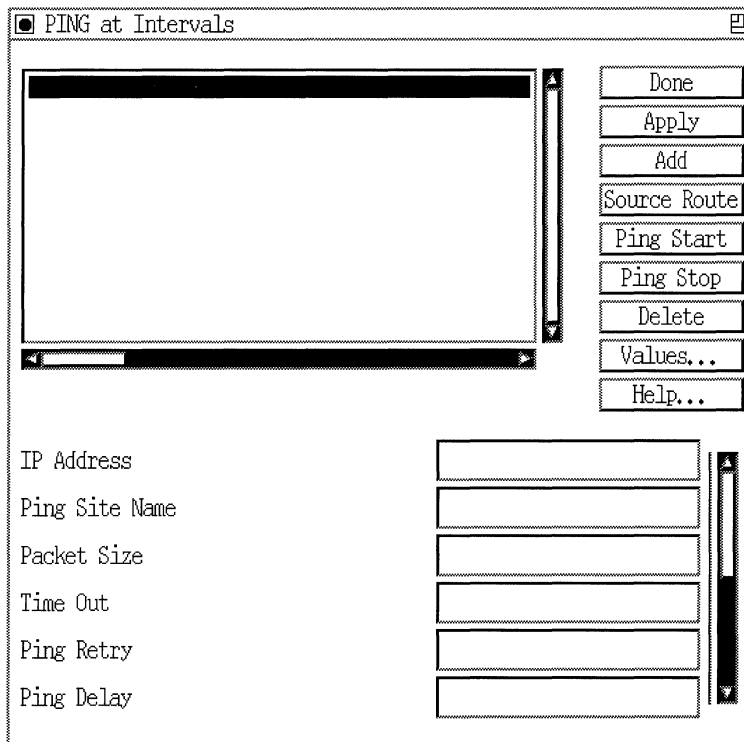 PING at Intervals
Done
Apply
Add
Source Route
Ping Start
Ping Stop
Delete
Values...
Help...
IP Address
Ping Site Name
Packet Size
Time Out
Ping Retry
Ping Delay